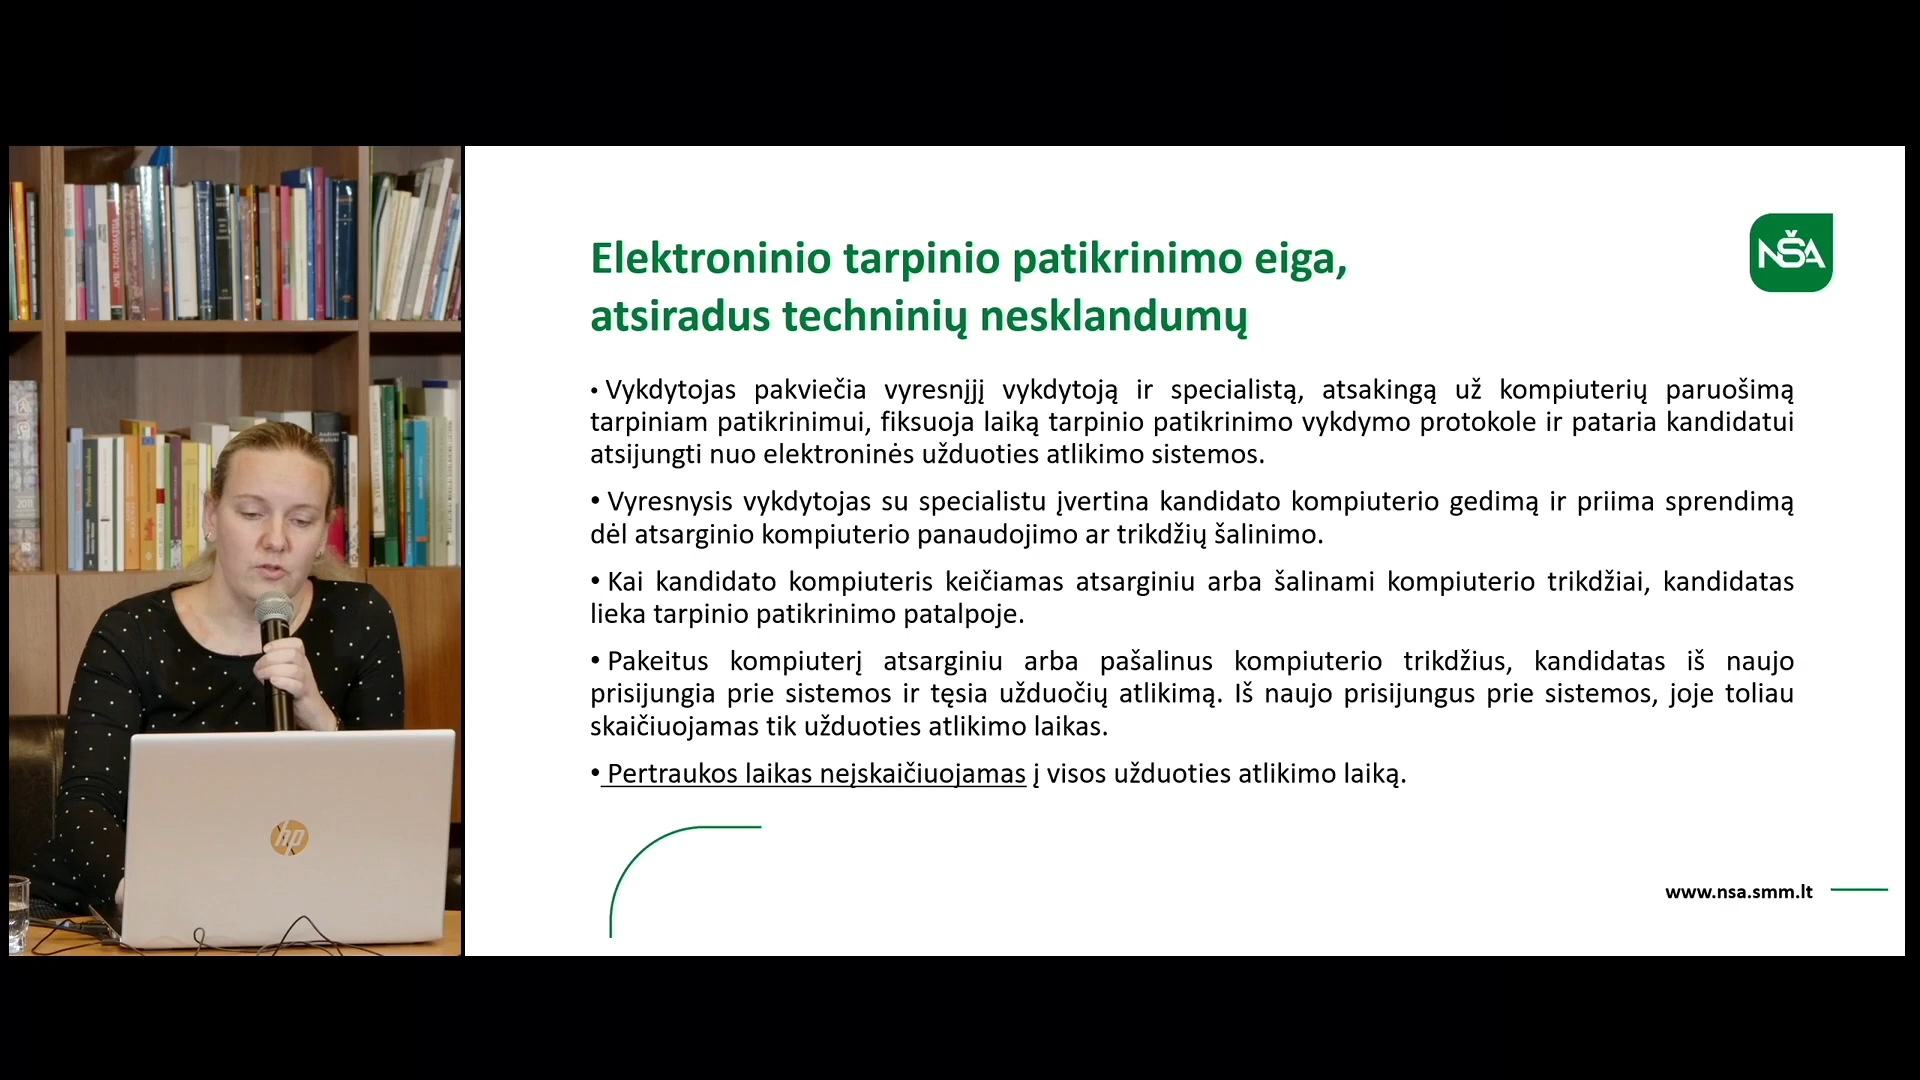 Elektroninio tarpinio patikrinimo eiga,
atsiradus techninių nesklandumų
NŠA
• Vykdytojas pakviečia vyresnįjį vykdytoją ir specialistą, atsakingą už kompiuterių paruošimą
tarpiniam patikrinimui, fiksuoja laiką tarpinio patikrinimo vykdymo protokole ir pataria kandidatui
atsijungti nuo elektroninės užduoties atlikimo sistemos.
• Vyresnysis vykdytojas su specialistu įvertina kandidato kompiuterio gedimą ir priima sprendimą
dėl atsarginio kompiuterio panaudojimo ar trikdžių šalinimo.
• Kai kandidato kompiuteris keičiamas atsarginiu arba šalinami kompiuterio trikdžiai, kandidatas
lieka tarpinio patikrinimo patalpoje.
• Pakeitus kompiuterį atsarginiu arba pašalinus kompiuterio trikdžius, kandidatas iš naujo
prisijungia prie sistemos ir tęsia užduočių atlikimą. Iš naujo prisijungus prie sistemos, joje toliau
skaičiuojamas tik užduoties atlikimo laikas.
• Pertraukos laikas neįskaičiuojamas į visos užduoties atlikimo laiką.
www.nsa.smm.lt
hp